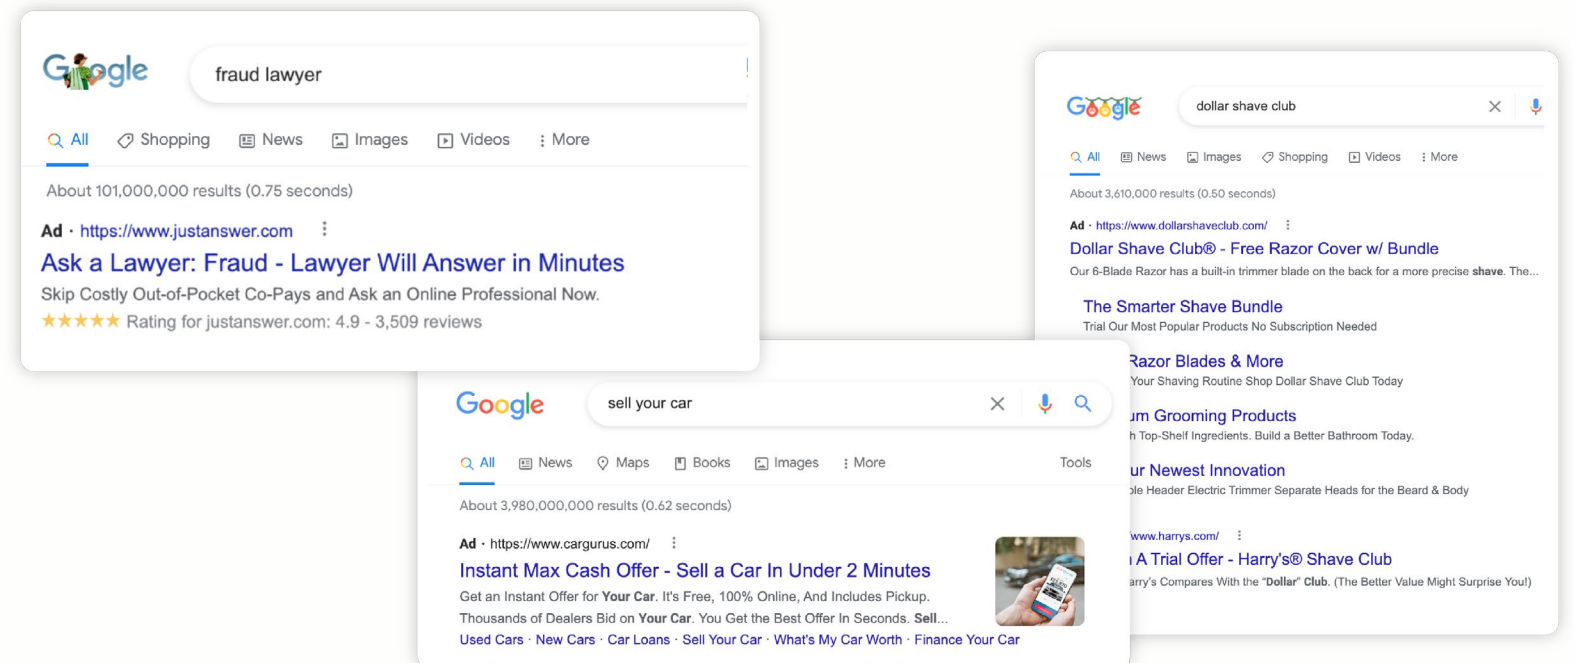 Google
fraud lawyer
All Shopping News Images Videos More
About 101,000,000 results (0.75 seconds)
Ad · https://www.justanswer.com
Ask a Lawyer: Fraud - Lawyer Will Answer in Minutes
Skip Costly Out-of-Pocket Co-Pays and Ask an Online Professional Now.
Rating for justanswer.com: 4.9 - 3,509 reviews
Google
sell your car
All News Maps Books Images More Tools
About 3,980,000,000 results (0.62 seconds)
Ad · https://www.cargurus.com/
Instant Max Cash Offer - Sell a Car In Under 2 Minutes
Get an Instant Offer for Your Car. It's Free, 100% Online, And Includes Pickup.
Thousands of Dealers Bid on Your Car. You Get the Best Offer In Seconds. Sell...
Used Cars · New Cars · Car Loans · Sell Your Car · What's My Car Worth · Finance Your Car
Google
dollar shave club
All News Images Shopping Videos More
About 3,610,000 results (0.50 seconds)
Ad · https://www.dollarshaveclub.com/
Dollar Shave Club® - Free Razor Cover w/ Bundle
Our 6-Blade Razor has a built-in trimmer blade on the back for a more precise shave. The...
The Smarter Shave Bundle
Trial Our Most Popular Products No Subscription Needed
Razor Blades & More
Your Shaving Routine Shop Dollar Shave Club Today
Grooming Products
Top-Shelf Ingredients. Build a Better Bathroom Today.
Newest Innovation
Header Electric Trimmer Separate Heads for the Beard & Body
www.harrys.com/
A Trial Offer - Harry's® Shave Club
Compares With the “Dollar” Club. (The Better Value Might Surprise You!)